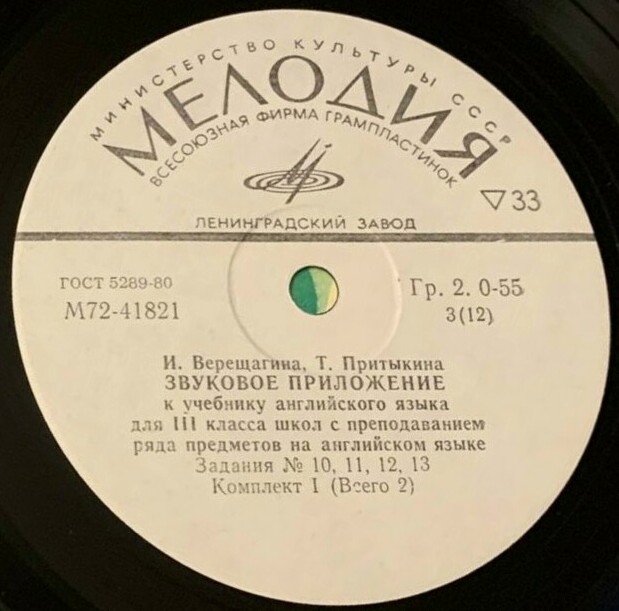 МИНИСТЕРСТВО КУЛЬТУРЫ СССР
МЕЛОДИЯ
ВСЕСОЮЗНАЯ ФИРМА ГРАМПЛАСТИНОК
▽33
ЛЕНИНГРАДСКИЙ ЗАВОД
ГОСТ 5289-80
М72-41821
Гр. 2. 0-55
3(12)
И. Верещагина, Т. Притыкина
ЗВУКОВОЕ ПРИЛОЖЕНИЕ
к учебнику английского языка
для III класса школ с преподаванием
ряда предметов на английском языке
Задания № 10, 11, 12, 13
Комплект I (Всего 2)